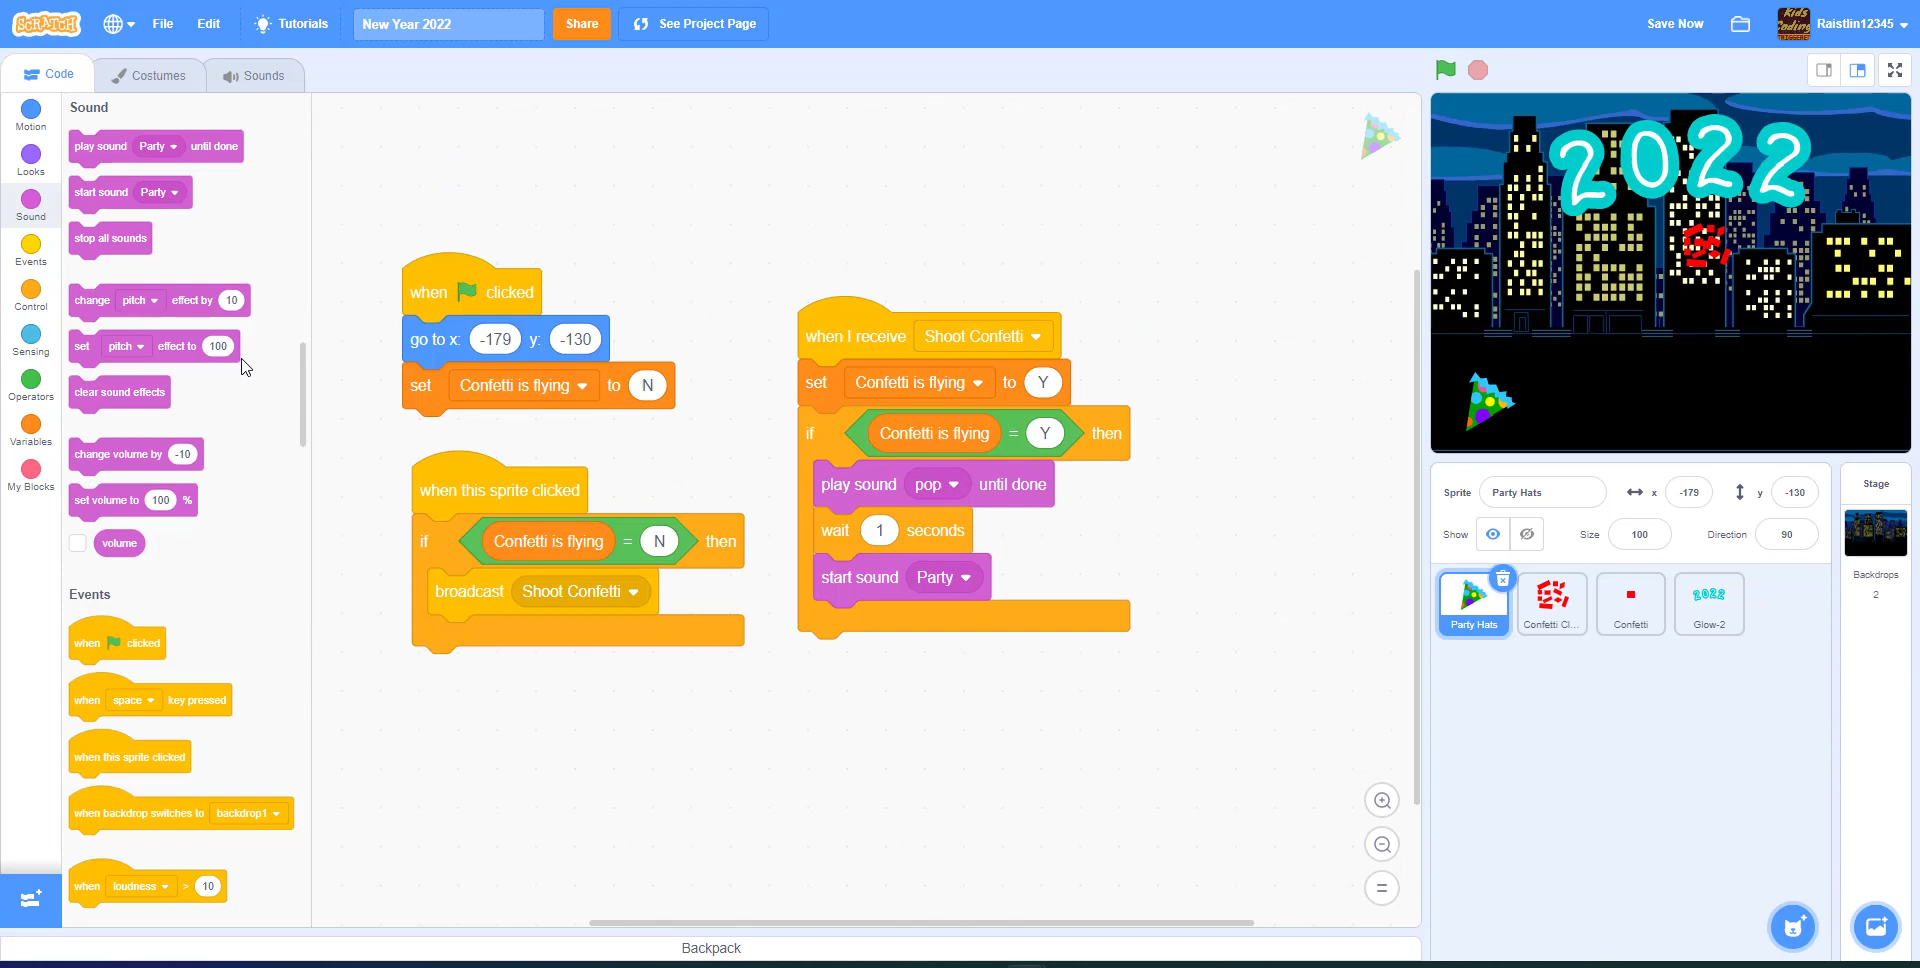 SCRATCH File Edit Tutorials New Year 2022 Share See Project Page Save Now Raistlin12345
Code Costumes Sounds
Motion
Looks
Sound
Events
Control
Sensing
Operators
Variables
My Blocks
Sound
play sound Party until done
start sound Party
stop all sounds
change pitch effect by 10
set pitch effect to 100
clear sound effects
change volume by -10
set volume to 100 %
volume
Events
when clicked
when space key pressed
when this sprite clicked
when backdrop switches to backdrop1
when loudness > 10
when clicked
go to x: -179 y: -130
set Confetti is flying to N
when this sprite clicked
if Confetti is flying = N then
broadcast Shoot Confetti
when I receive Shoot Confetti
set Confetti is flying to Y
if Confetti is flying = Y then
play sound pop until done
wait 1 seconds
start sound Party
Backpack
2022
Sprite Party Hats x -179 y -130
Show Size 100 Direction 90
Party Hats
Confetti Cl...
Confetti
2022
Glow-2
Stage
Backdrops
2